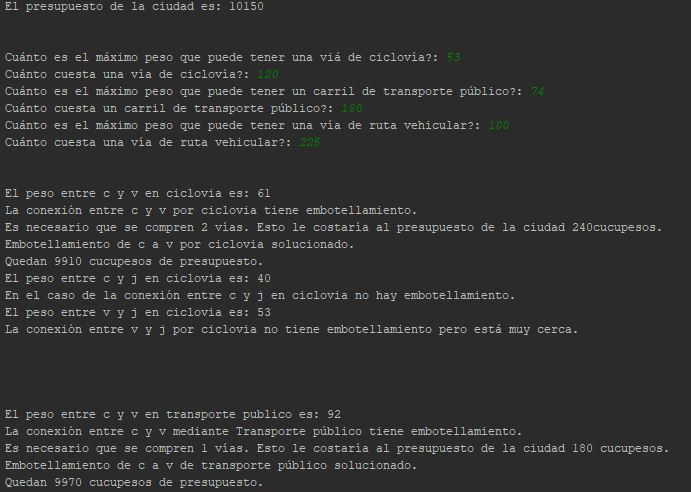 El presupuesto de la ciudad es: 10150
Cuánto es el máximo peso que puede tener una viá de ciclovía?: 53
Cuánto cuesta una vía de ciclovía?: 120
Cuánto es el máximo peso que puede tener un carril de transporte público?: 74
Cuánto cuesta un carril de transporte público?: 180
Cuánto es el máximo peso que puede tener una vía de ruta vehicular?: 100
Cuánto cuesta una vía de ruta vehicular?: 225
El peso entre c y v en ciclovia es: 61
La conexión entre c y v por ciclovia tiene embotellamiento.
Es necesario que se compren 2 vías. Esto le costaría al presupuesto de la ciudad 240cucupesos.
Embotellamiento de c a v por ciclovia solucionado.
Quedan 9910 cucupesos de presupuesto.
El peso entre c y j en ciclovia es: 40
En el caso de la conexión entre c y j en ciclovia no hay embotellamiento.
El peso entre v y j en ciclovia es: 53
La conexión entre v y j por ciclovia no tiene embotellamiento pero está muy cerca.
El peso entre c y v en transporte publico es: 92
La conexión entre c y v mediante Transporte público tiene embotellamiento.
Es necesario que se compren 1 vías. Esto le costaría al presupuesto de la ciudad 180 cucupesos.
Embotellamiento de c a v de transporte público solucionado.
Quedan 9970 cucupesos de presupuesto.